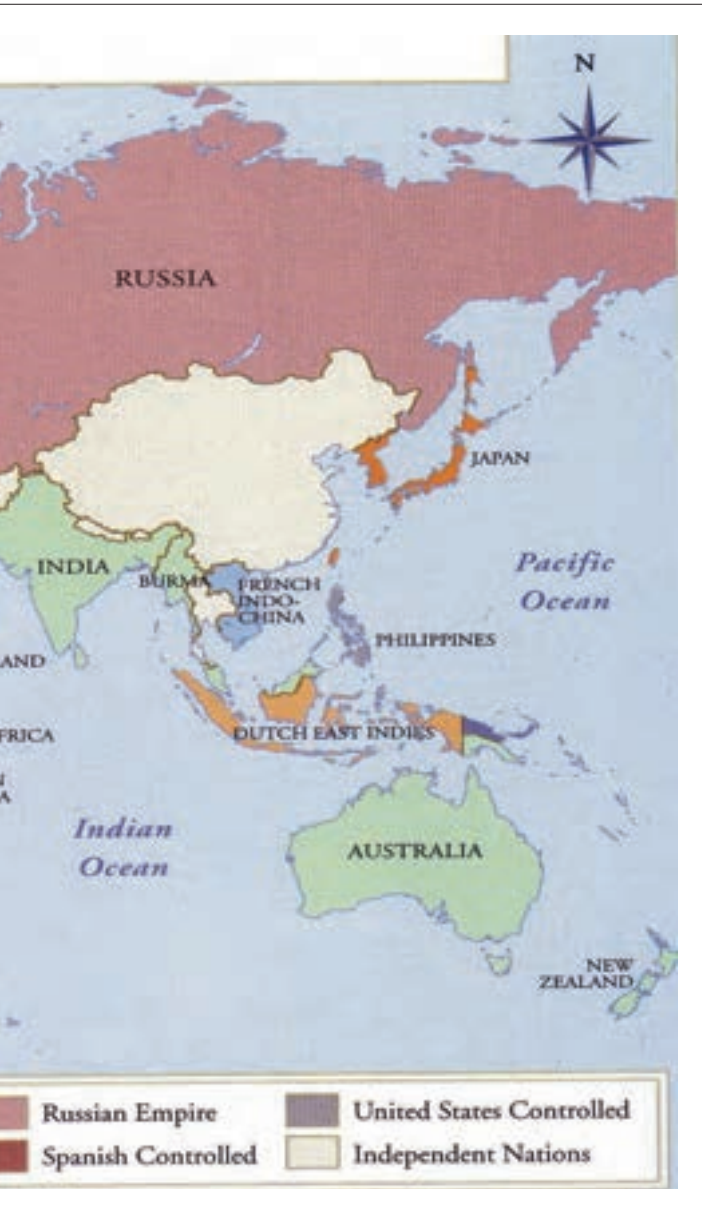 N
RUSSIA
JAPAN
INDIA
BURMA
FRENCH
INDO-
CHINA
Pacific
Ocean
PHILIPPINES
AND
DUTCH EAST INDIES
FRICA
A
Indian
Ocean
AUSTRALIA
NEW
ZEALAND
Russian Empire
United States Controlled
Spanish Controlled
Independent Nations